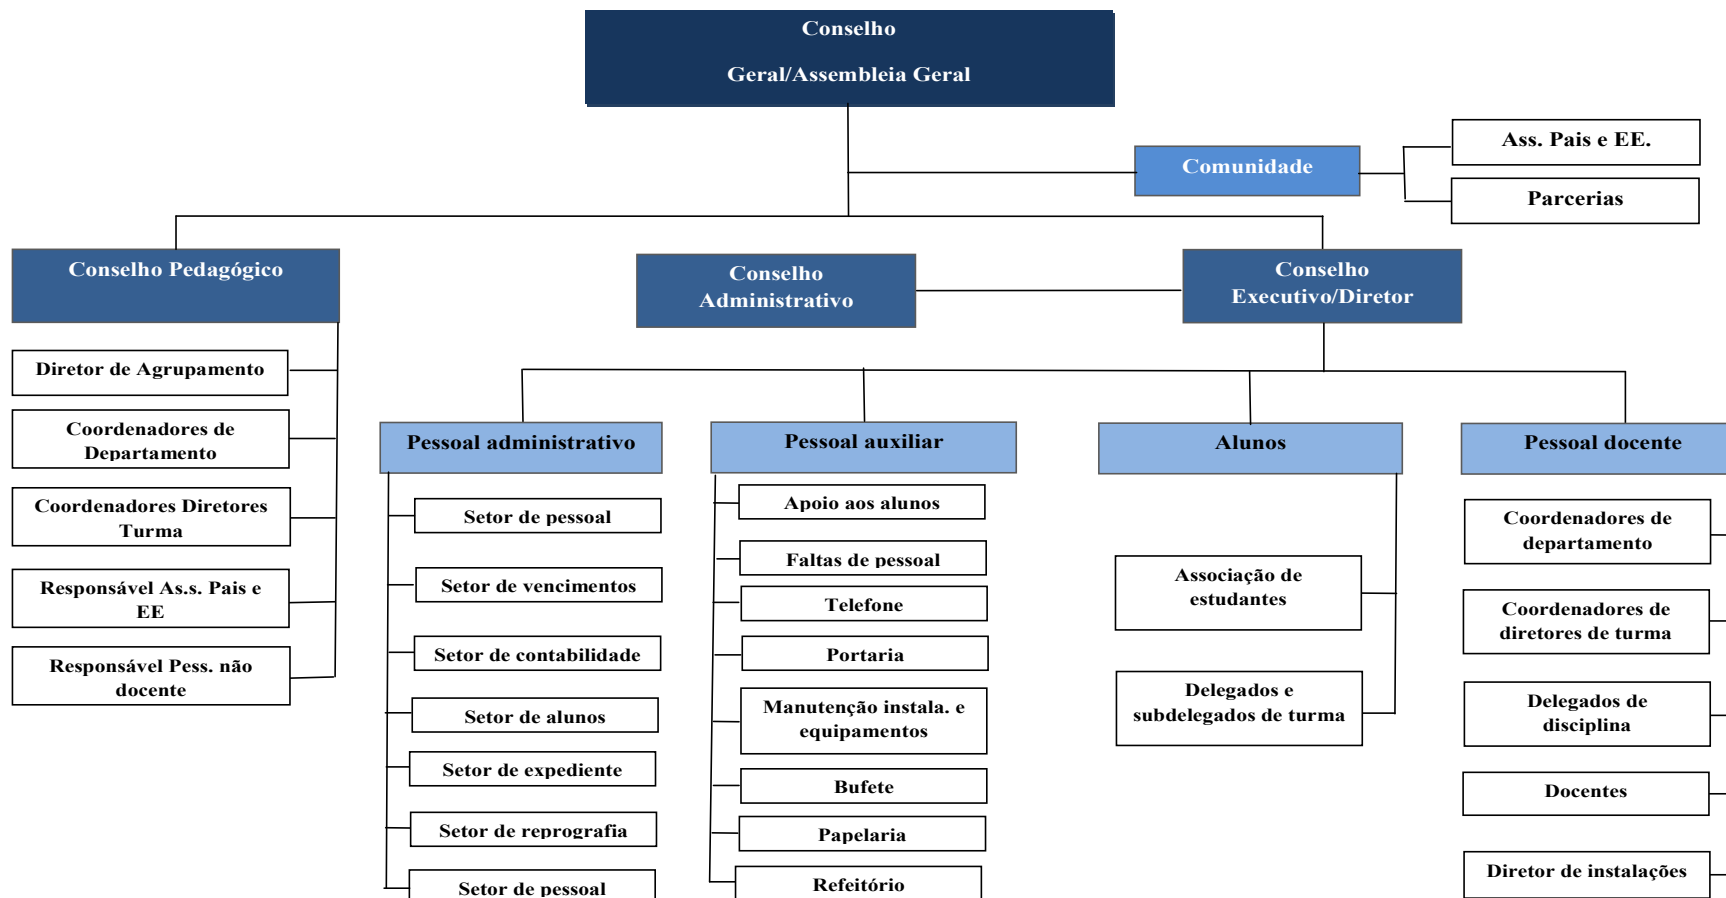 Conselho
Geral/Assembleia Geral
Comunidade
Ass. Pais e EE.
Parcerias
Conselho Pedagógico
Conselho
Administrativo
Conselho
Executivo/Diretor
Diretor de Agrupamento
Coordenadores de
Departamento
Coordenadores Diretores
Turma
Responsável As.s. Pais e
EE
Responsável Pess. não
docente
Pessoal administrativo
Setor de pessoal
Setor de vencimentos
Setor de contabilidade
Setor de alunos
Setor de expediente
Setor de reprografia
Setor de pessoal
Pessoal auxiliar
Apoio aos alunos
Faltas de pessoal
Telefone
Portaria
Manutenção instala. e
equipamentos
Bufete
Papelaria
Refeitório
Alunos
Associação de
estudantes
Delegados e
subdelegados de turma
Pessoal docente
Coordenadores de
departamento
Coordenadores de
diretores de turma
Delegados de
disciplina
Docentes
Diretor de instalações